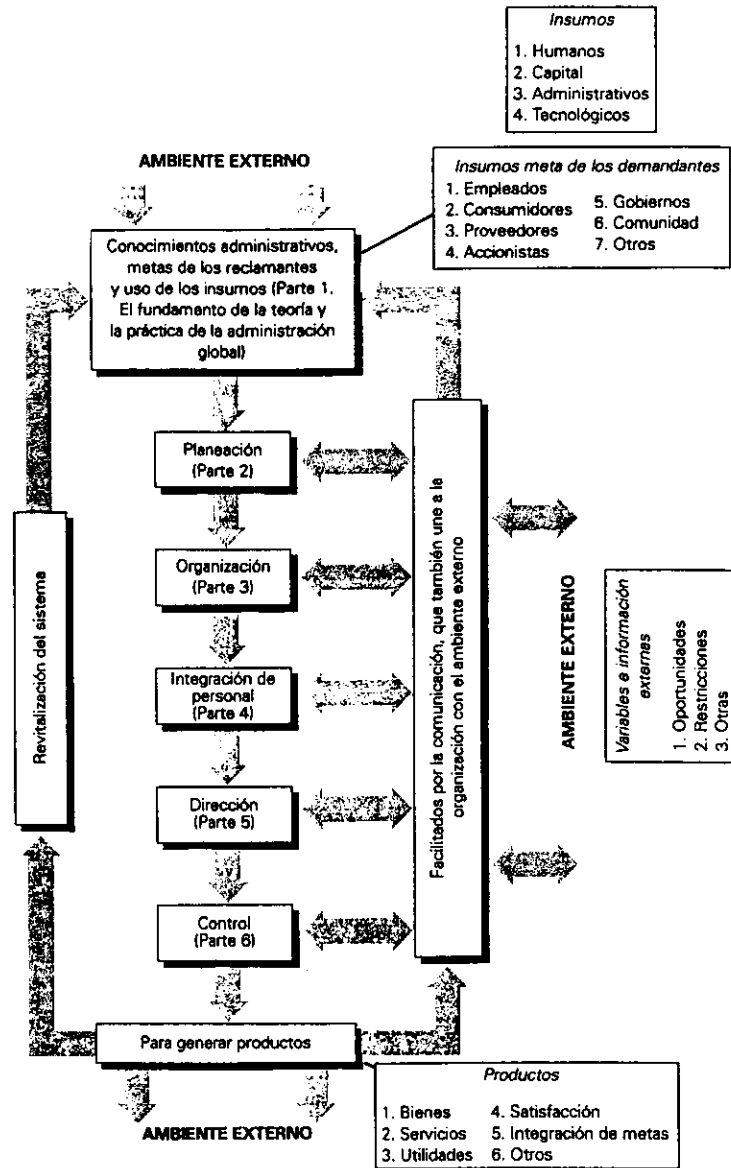 Insumos
1. Humanos
2. Capital
3. Administrativos
4. Tecnológicos
AMBIENTE EXTERNO
Insumos meta de los demandantes
1. Empleados
2. Consumidores
3. Proveedores
4. Accionistas
5. Gobiernos
6. Comunidad
7. Otros
Conocimientos administrativos,
metas de los reclamantes
y uso de los insumos (Parte 1.
El fundamento de la teoría y
la práctica de la administración
global)
Planeación
(Parte 2)
Organización
(Parte 3)
Integración de
personal
(Parte 4)
Dirección
(Parte 5)
Control
(Parte 6)
Revitalización del sistema
Facilitados por la comunicación, que también une a la
organización con el ambiente externo
AMBIENTE EXTERNO
Variables e información
externas
1. Oportunidades
2. Restricciones
3. Otras
Para generar productos
AMBIENTE EXTERNO
Productos
1. Bienes
2. Servicios
3. Utilidades
4. Satisfacción
5. Integración de metas
6. Otros